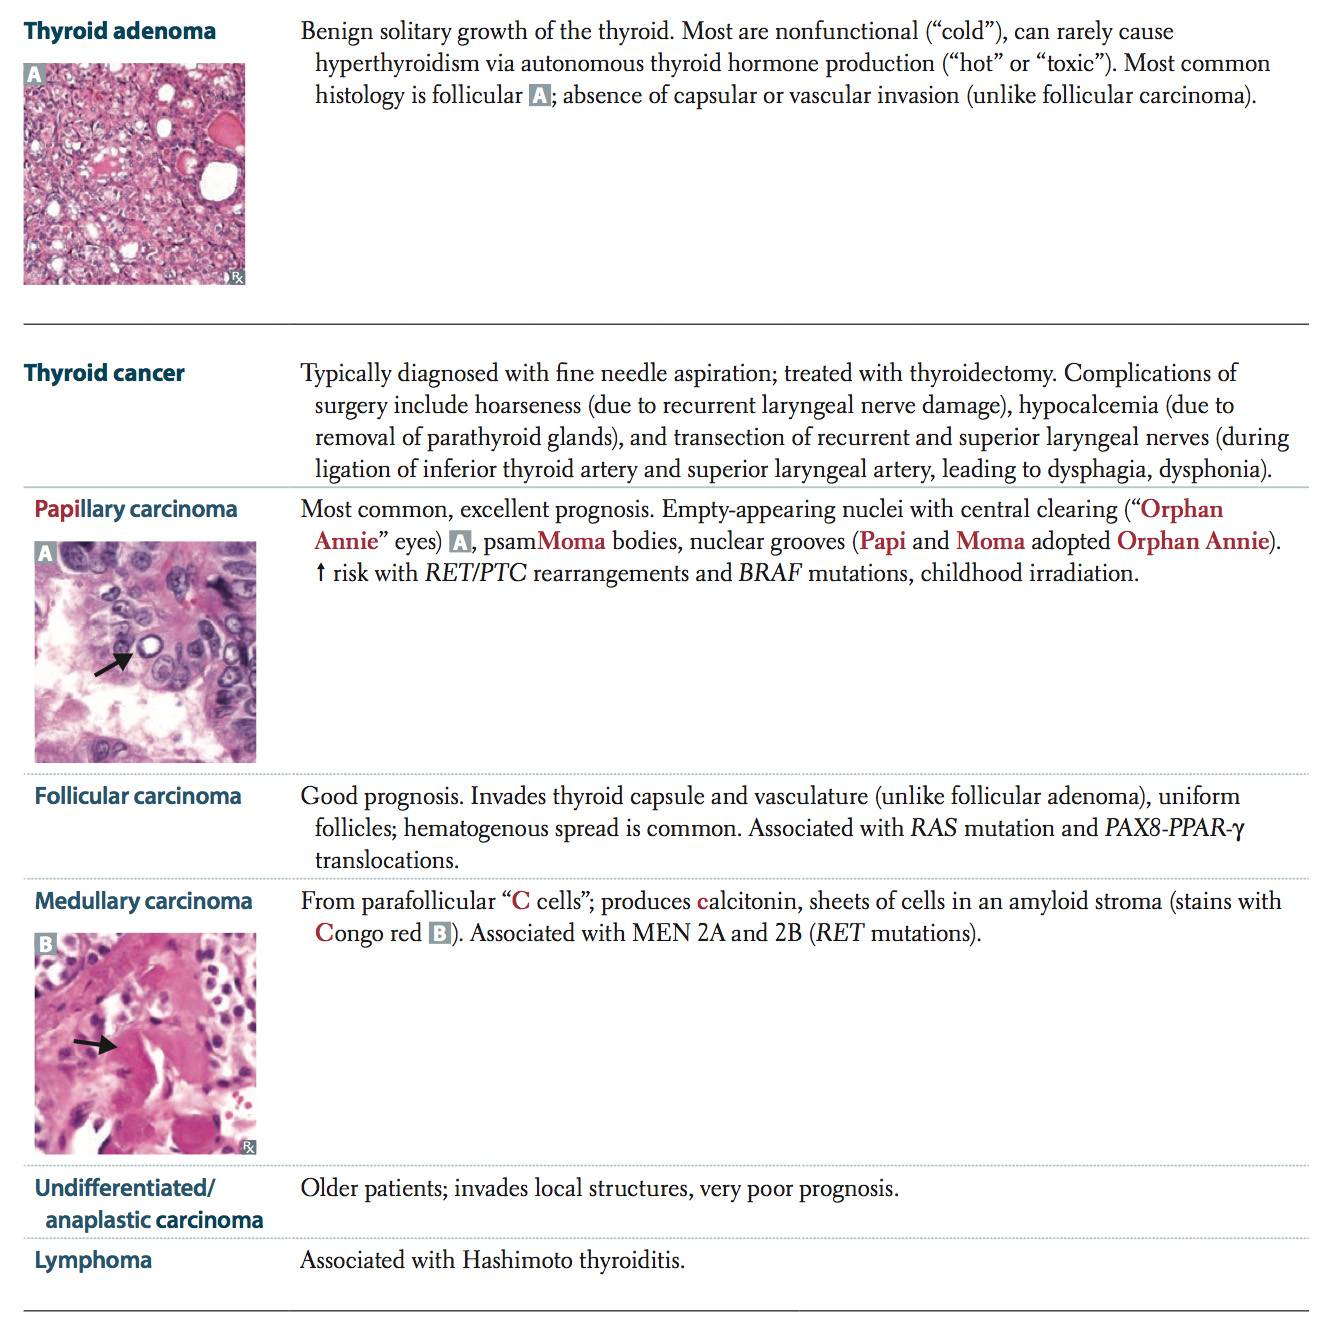 Thyroid adenoma
Benign solitary growth of the thyroid. Most are nonfunctional (“cold”), can rarely cause
hyperthyroidism via autonomous thyroid hormone production (“hot” or “toxic”). Most common
histology is follicular A; absence of capsular or vascular invasion (unlike follicular carcinoma).
A
Rx
Thyroid cancer
Typically diagnosed with fine needle aspiration; treated with thyroidectomy. Complications of
surgery include hoarseness (due to recurrent laryngeal nerve damage), hypocalcemia (due to
removal of parathyroid glands), and transection of recurrent and superior laryngeal nerves (during
ligation of inferior thyroid artery and superior laryngeal artery, leading to dysphagia, dysphonia).
Papillary carcinoma
Most common, excellent prognosis. Empty-appearing nuclei with central clearing (“Orphan
Annie” eyes) A, psamMoma bodies, nuclear grooves (Papi and Moma adopted Orphan Annie).
↑ risk with RET/PTC rearrangements and BRAF mutations, childhood irradiation.
A
Follicular carcinoma
Good prognosis. Invades thyroid capsule and vasculature (unlike follicular adenoma), uniform
follicles; hematogenous spread is common. Associated with RAS mutation and PAX8-PPAR-γ
translocations.
Medullary carcinoma
From parafollicular “C cells”; produces calcitonin, sheets of cells in an amyloid stroma (stains with
Congo red B). Associated with MEN 2A and 2B (RET mutations).
B
Rx
Undifferentiated/
anaplastic carcinoma
Older patients; invades local structures, very poor prognosis.
Lymphoma
Associated with Hashimoto thyroiditis.